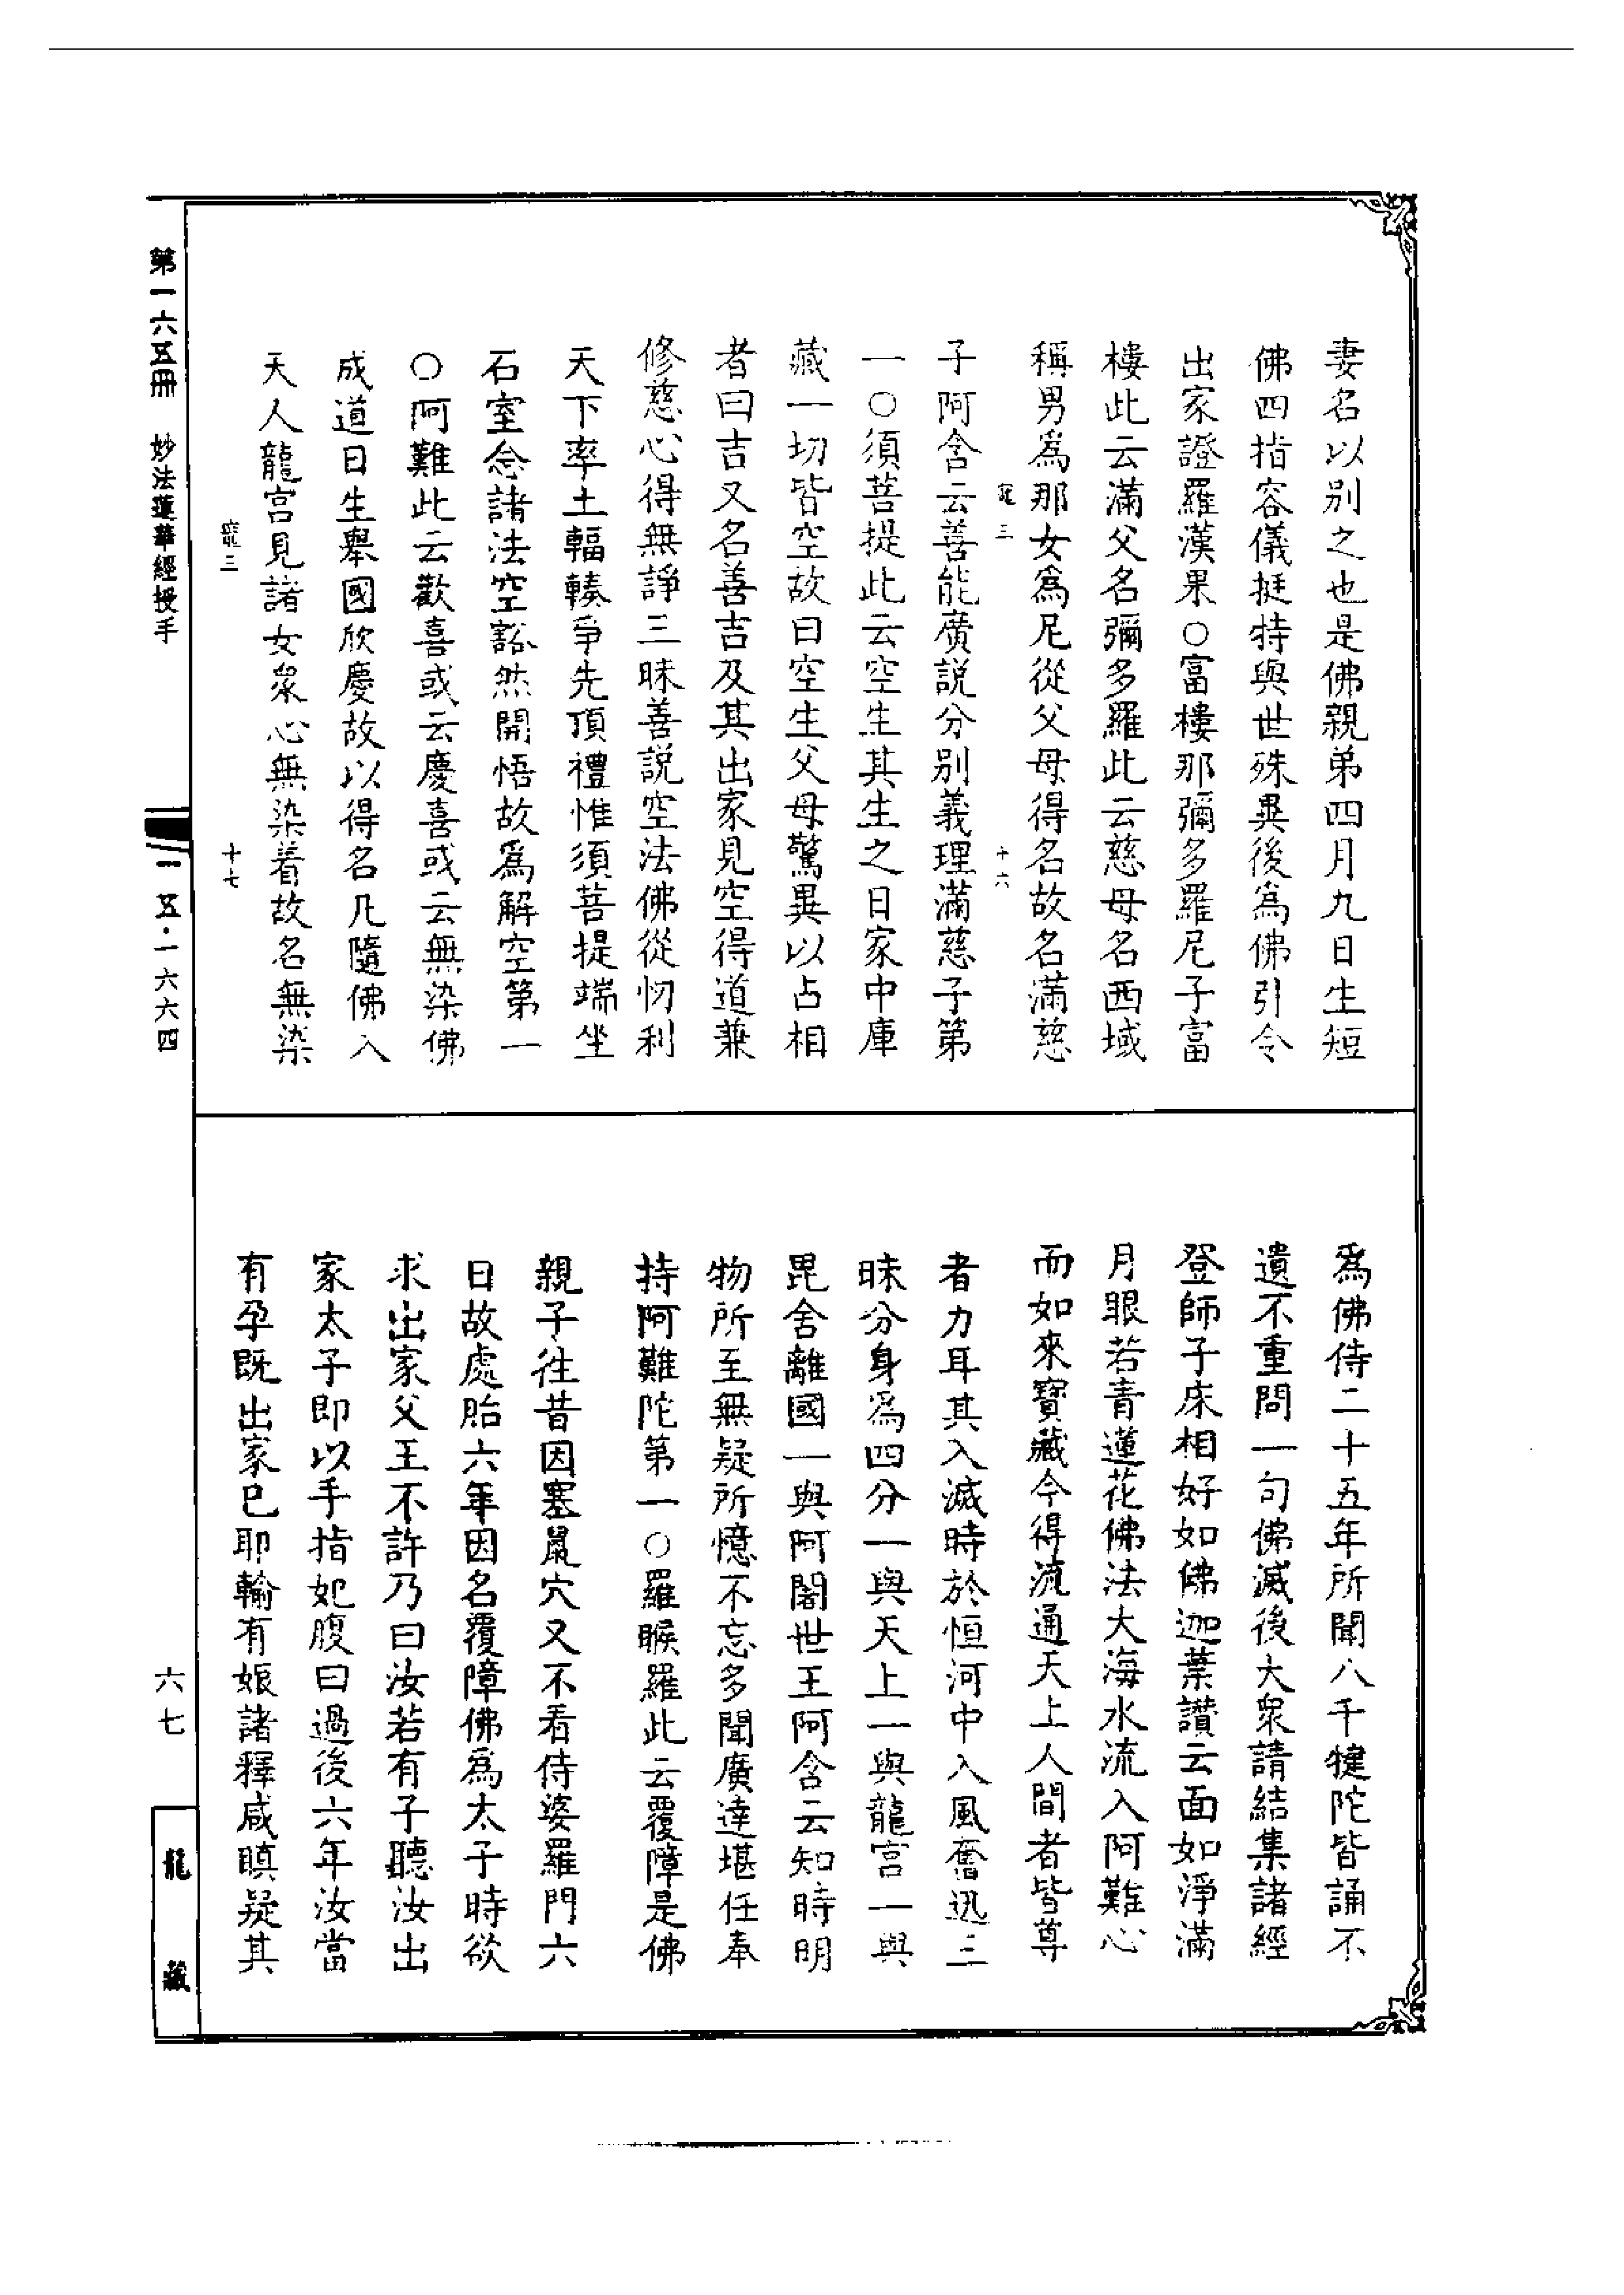 妻名以別之也是佛親弟四月九日生短
佛四指容儀挺特與世殊異後為佛引令
出家證羅漢果○富樓那彌多羅尼子富
樓此云滿父名彌多羅此云慈母名西域
稱男為那女為尼從父母得名故名滿慈
寵三 十六
子阿含云善能廣説分別義理滿慈子第
一○須菩提此云空生其生之日家中庫
藏一切皆空故曰空生父母驚異以占相
者曰吉又名善吉及其出家見空得道兼
修慈心得無諍三昧善説空法佛從忉利
天下率土輻輳爭先頂禮惟須菩提端坐
石室念諸法空豁然開悟故為解空第一
○阿難此云歡喜或云慶喜或云無染佛
成道日生舉國欣慶故以得名凡隨佛入
天人龍宮見諸女眾心無染着故名無染
寵三 十七
為佛侍二十五年所聞八千犍陀皆誦不
遺不重問一句佛滅後大眾請結集諸經
登師子床相好如佛迦葉讚云面如淨滿
月眼若青蓮花佛法大海水流入阿難心
而如來寶藏今得流通天上人間者皆尊
者力耳其入滅時於恒河中入風奮迅三
昧分身為四分一與天上一與龍宮一與
毘舍離國一與阿闍世王阿含云知時明
物所至無疑所憶不忘多聞廣達堪任奉
持阿難陀第一○羅睺羅此云覆障是佛
親子往昔因塞鼠穴又不看侍婆羅門六
日故處胎六年因名覆障佛為太子時欲
求出家父王不許乃曰汝若有子聽汝出
家太子即以手指妃腹曰過後六年汝當
有孕既出家已耶輸有娠諸釋咸瞋疑其
第一六五冊 妙法蓮華經授手
一五·一六六四
六七
龍藏